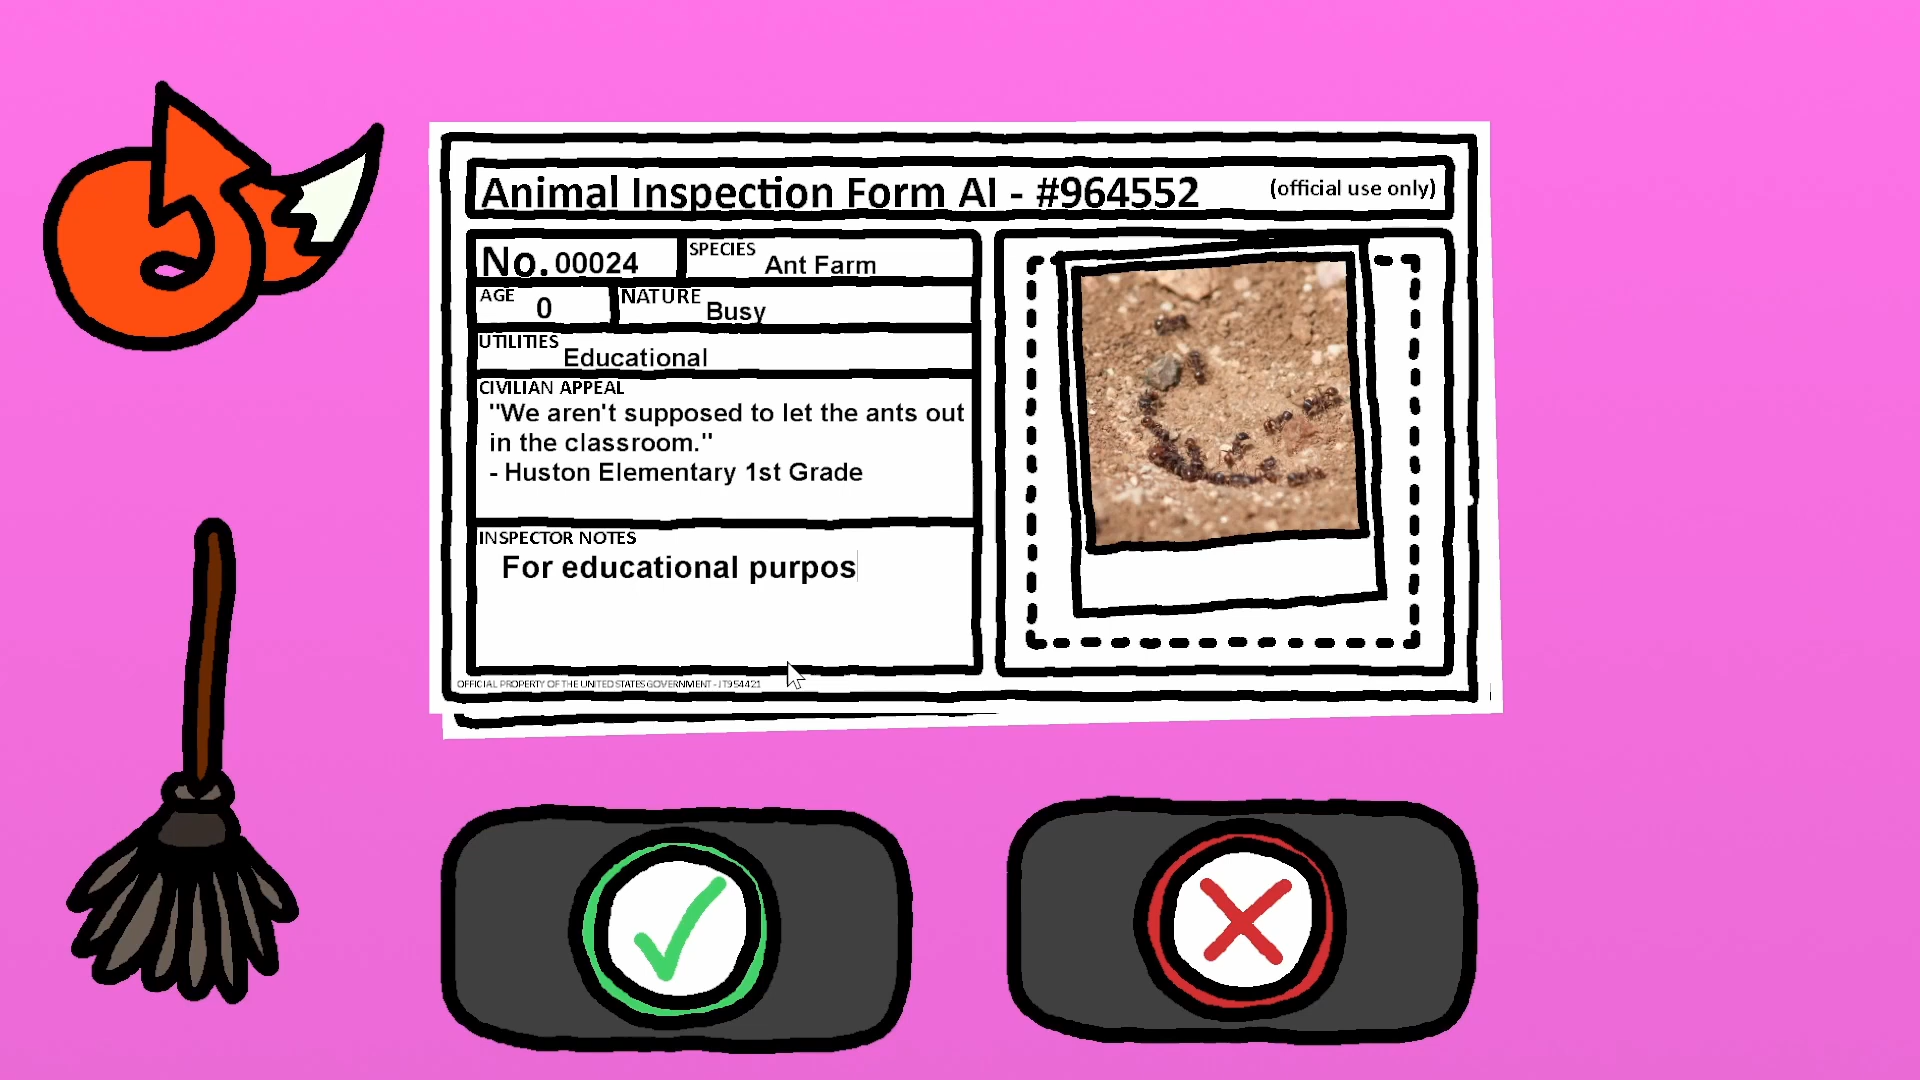 Animal Inspection Form AI - #964552 (official use only)
No. 00024 SPECIES Ant Farm
AGE 0 NATURE Busy
UTILITIES Educational
CIVILIAN APPEAL
"We aren't supposed to let the ants out
in the classroom."
- Huston Elementary 1st Grade
INSPECTOR NOTES
For educational purpos
OFFICIAL PROPERTY OF THE UNITED STATES GOVERNMENT - JT954421